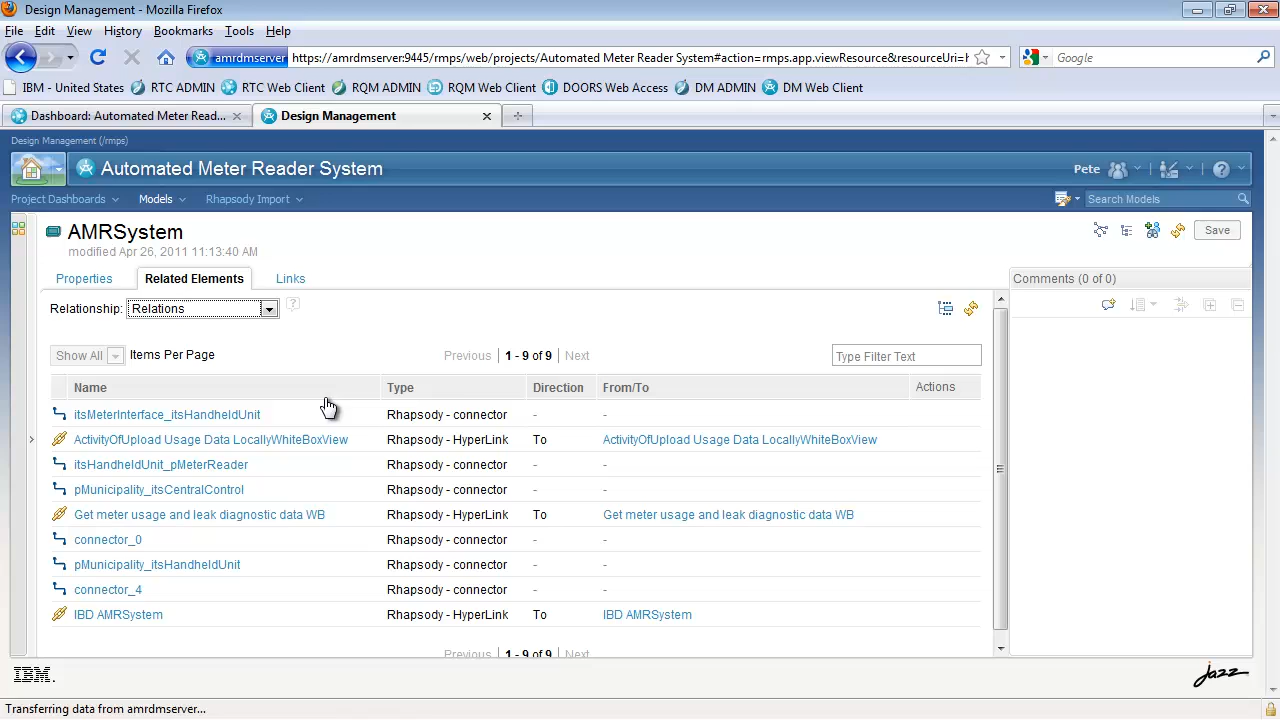 Design Management - Mozilla Firefox
File Edit View History Bookmarks Tools Help
amrdmserver https://amrdmserver:9445/rmps/web/projects/Automated Meter Reader System#action=rmps.app.viewResource&resourceUri=h Google
IBM - United States RTC ADMIN RTC Web Client RQM ADMIN RQM Web Client DOORS Web Access DM ADMIN DM Web Client
Dashboard: Automated Meter Read... Design Management
Design Management (/rmps)
Automated Meter Reader System Pete
Project Dashboards Models Rhapsody Import Search Models
AMRSystem Save
modified Apr 26, 2011 11:13:40 AM
Properties Related Elements Links Comments (0 of 0)
Relationship: Relations ?
Show All Items Per Page Previous | 1 - 9 of 9 | Next Type Filter Text
Name Type Direction From/To Actions
itsMeterInterface_itsHandheldUnit Rhapsody - connector - -
ActivityOfUpload Usage Data LocallyWhiteBoxView Rhapsody - HyperLink To ActivityOfUpload Usage Data LocallyWhiteBoxView
itsHandheldUnit_pMeterReader Rhapsody - connector - -
pMunicipality_itsCentralControl Rhapsody - connector - -
Get meter usage and leak diagnostic data WB Rhapsody - HyperLink To Get meter usage and leak diagnostic data WB
connector_0 Rhapsody - connector - -
pMunicipality_itsHandheldUnit Rhapsody - connector - -
connector_4 Rhapsody - connector - -
IBD AMRSystem Rhapsody - HyperLink To IBD AMRSystem
Previous | 1 - 9 of 9 | Next
IBM. Jazz
Transferring data from amrdmserver...